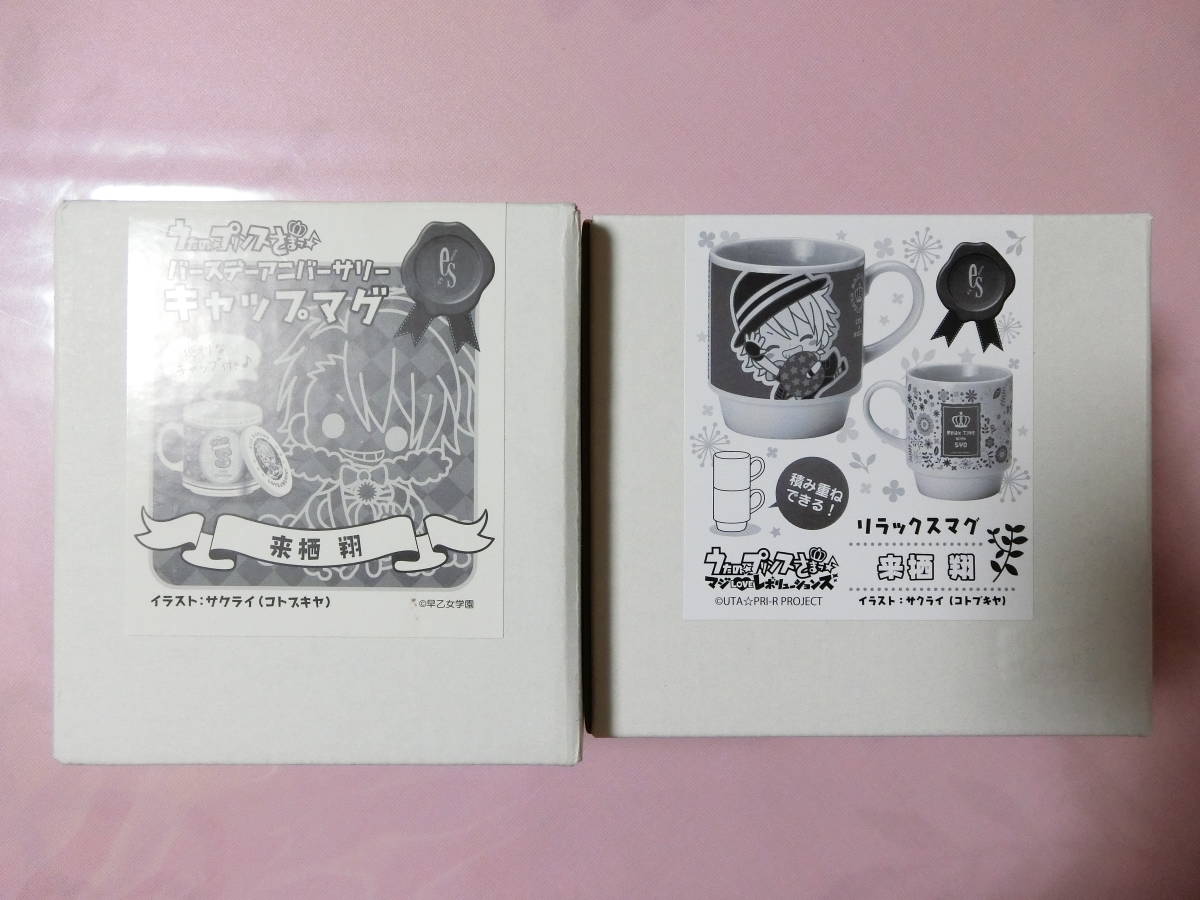 うたの☆プリンスさまっ♪
バースデーアニバーサリー
キャップマグ
e's
来栖 翔
イラスト:サクライ(コトブキヤ)
©早乙女学園
e's
RELAX TIME
WITH
SYO
積み重ね
できる!
リラックスマグ
来栖 翔
うたの☆プリンスさまっ♪
マジLOVEレボリューションズ
©UTA☆PRI-R PROJECT
イラスト:サクライ(コトブキヤ)